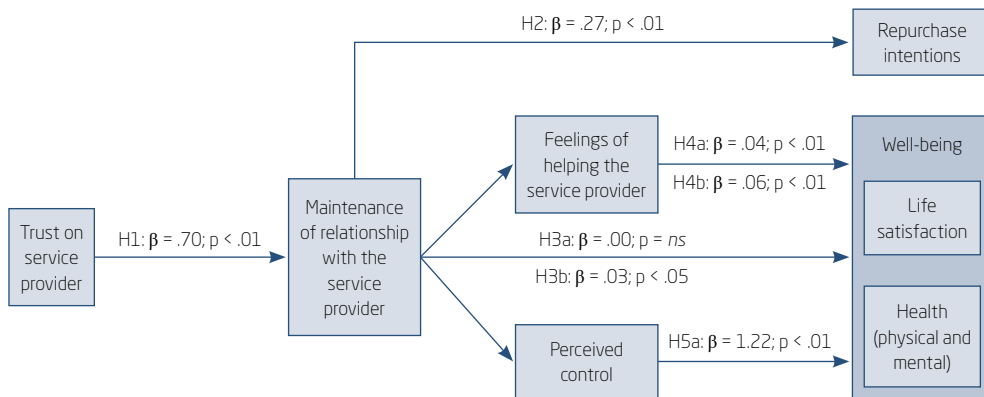 H2: β = .27; p < .01
Repurchase
intentions
Feelings of
helping the
service provider
H4a: β = .04; p < .01
H4b: β = .06; p < .01
Well-being
Life
satisfaction
Trust on
service
provider
H1: β = .70; p < .01
Maintenance
of relationship
with the
service
provider
H3a: β = .00; p = ns
H3b: β = .03; p < .05
Health
(physical and
mental)
Perceived
control
H5a: β = 1.22; p < .01